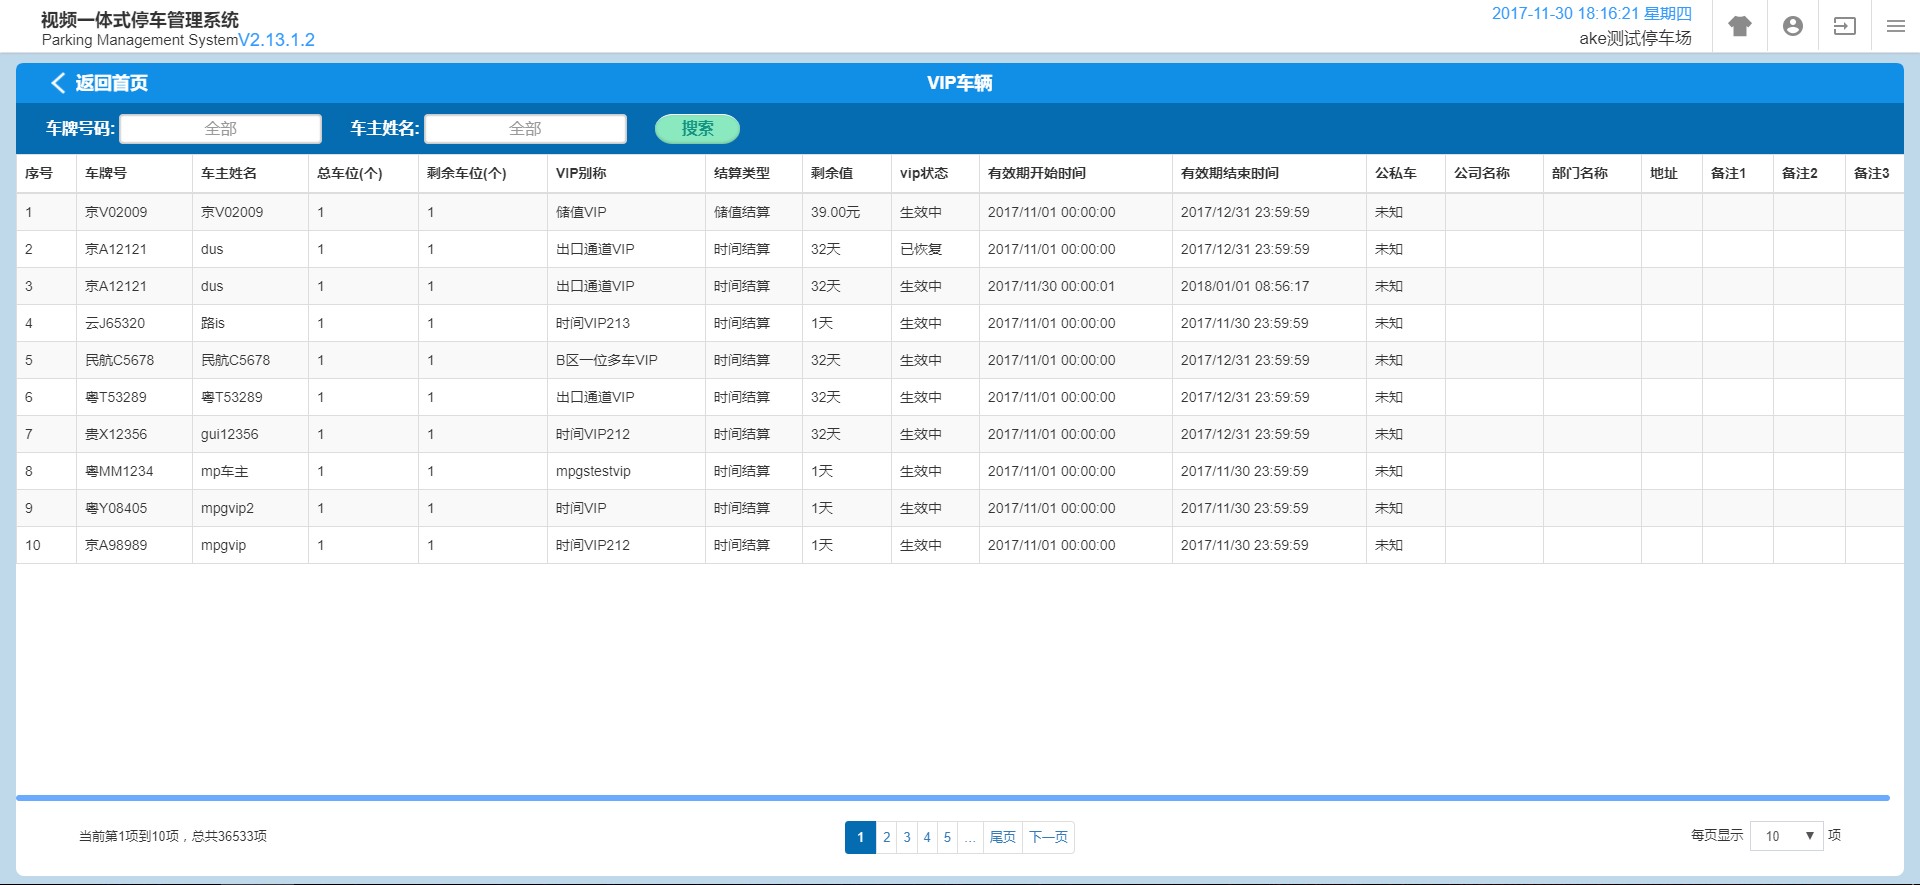 视频一体式停车管理系统
Parking Management SystemV2.13.1.2
2017-11-30 18:16:21 星期四
ake测试停车场
返回首页
VIP车辆
车牌号码: 全部 车主姓名: 全部 搜索
序号 车牌号 车主姓名 总车位(个) 剩余车位(个) VIP别称 结算类型 剩余值 vip状态 有效期开始时间 有效期结束时间 公私车 公司名称 部门名称 地址 备注1 备注2 备注3
1 京V02009 京V02009 1 1 储值VIP 储值结算 39.00元 生效中 2017/11/01 00:00:00 2017/12/31 23:59:59 未知
2 京A12121 dus 1 1 出口通道VIP 时间结算 32天 已恢复 2017/11/01 00:00:00 2017/12/31 23:59:59 未知
3 京A12121 dus 1 1 出口通道VIP 时间结算 32天 生效中 2017/11/30 00:00:01 2018/01/01 08:56:17 未知
4 云J65320 路is 1 1 时间VIP213 时间结算 1天 生效中 2017/11/01 00:00:00 2017/11/30 23:59:59 未知
5 民航C5678 民航C5678 1 1 B区一位多车VIP 时间结算 32天 生效中 2017/11/01 00:00:00 2017/12/31 23:59:59 未知
6 粤T53289 粤T53289 1 1 出口通道VIP 时间结算 32天 生效中 2017/11/01 00:00:00 2017/12/31 23:59:59 未知
7 贵X12356 gui12356 1 1 时间VIP212 时间结算 32天 生效中 2017/11/01 00:00:00 2017/12/31 23:59:59 未知
8 粤MM1234 mp车主 1 1 mpgstestvip 时间结算 1天 生效中 2017/11/01 00:00:00 2017/11/30 23:59:59 未知
9 粤Y08405 mpgvip2 1 1 时间VIP 时间结算 1天 生效中 2017/11/01 00:00:00 2017/11/30 23:59:59 未知
10 京A98989 mpgvip 1 1 时间VIP212 时间结算 1天 生效中 2017/11/01 00:00:00 2017/11/30 23:59:59 未知
当前第1项到10项，总共36533项
1 2 3 4 5 ... 尾页 下一页
每页显示 10 项